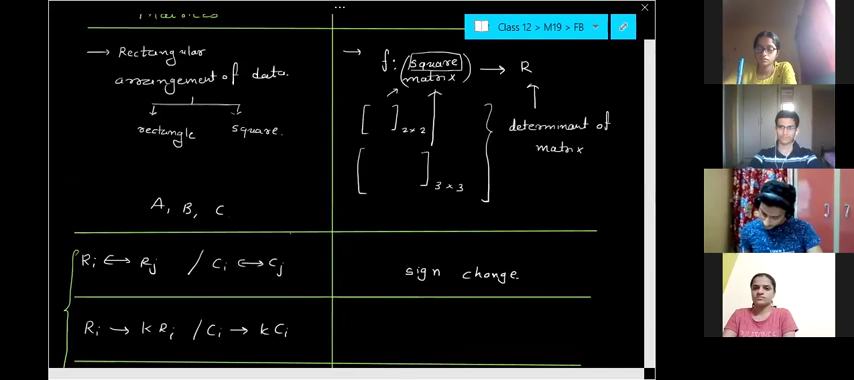 Matrices
Class 12 > M19 > FB
→ Rectangular
arrangement of data.
rectangle square.
A, B, C
→ f: (square matrix) → R
[ ]2×2
[ ]3×3
determinant of
matrix
Ri ↔ Rj / Ci ↔ Cj
sign change.
Ri → k Ri / Ci → k Ci